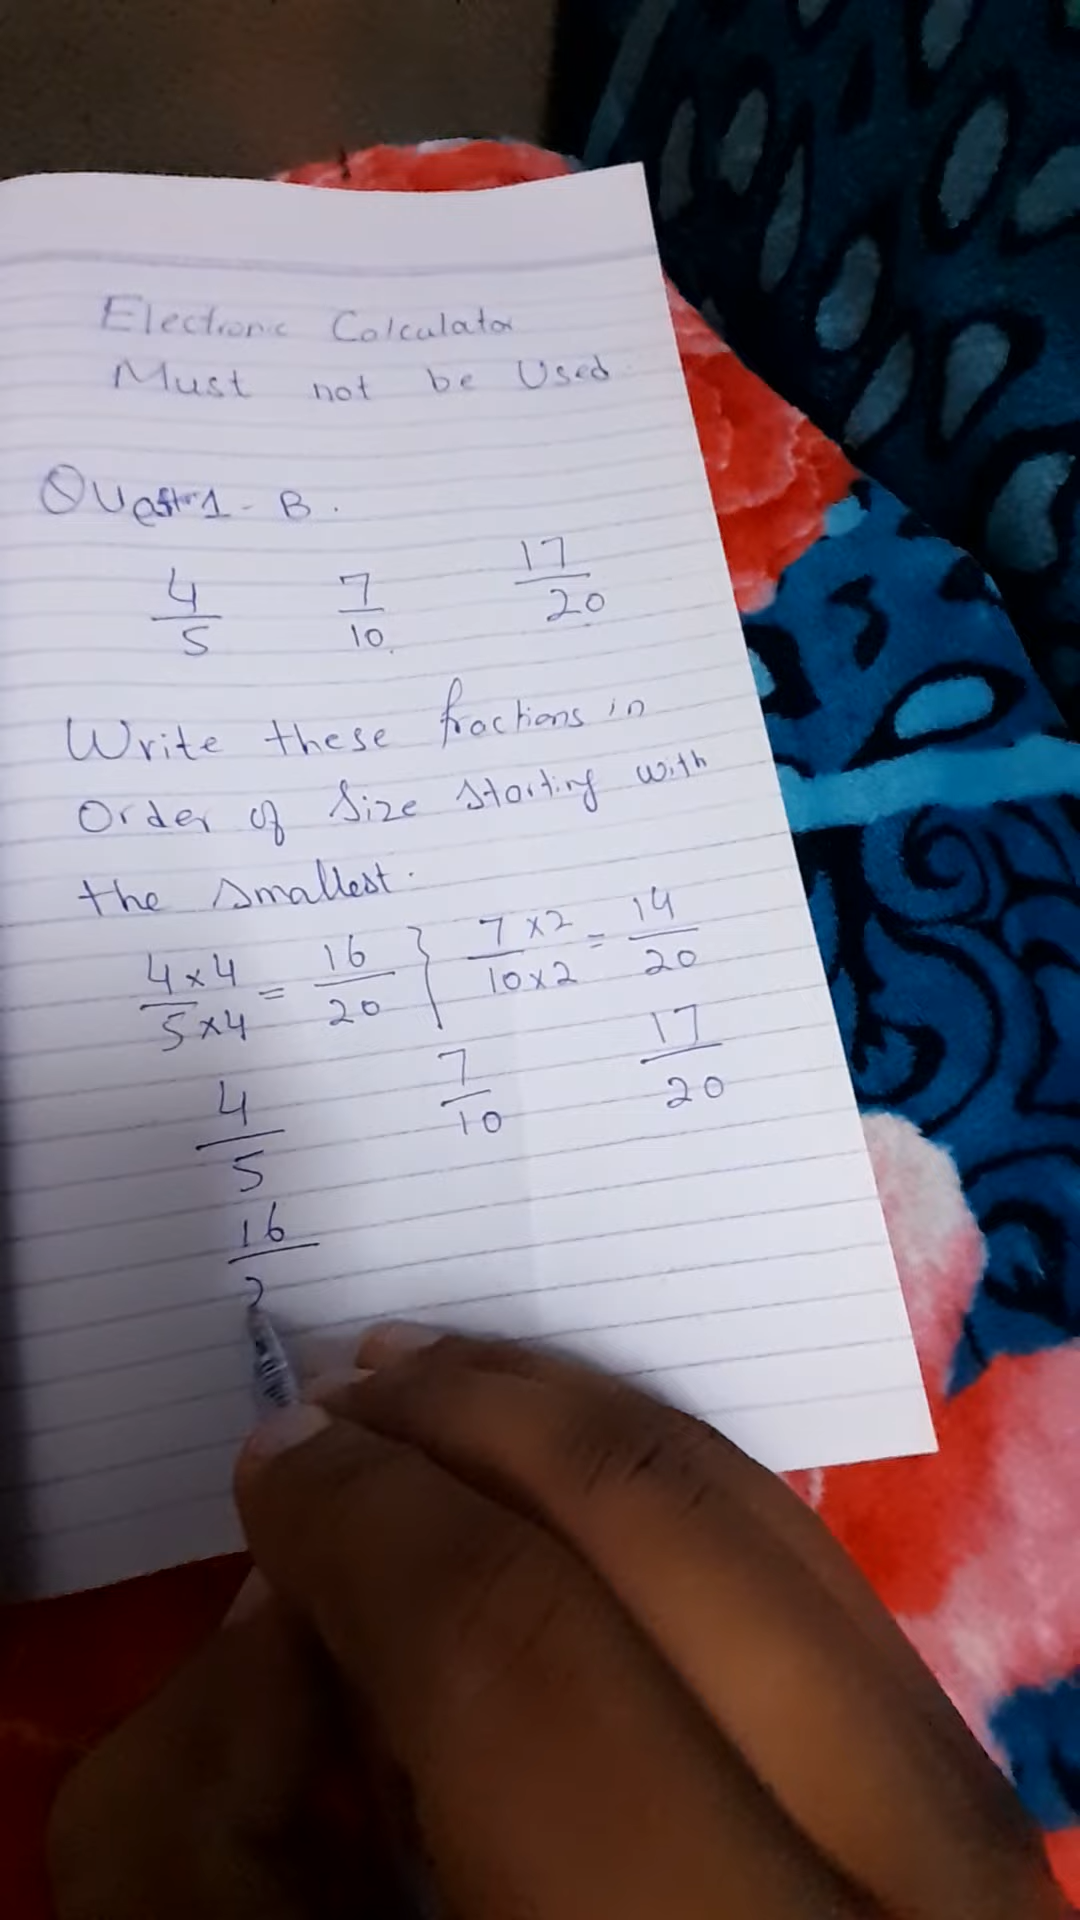 Electronic Calculator
Must not be Used.
Quest-1-B.
4/5 7/10 17/20
Write these fractions in
Order of Size Starting with
the smallest.
4×4/5×4 = 16/20 } 7×2/10×2 = 14/20
4/5 7/10 17/20
16/2